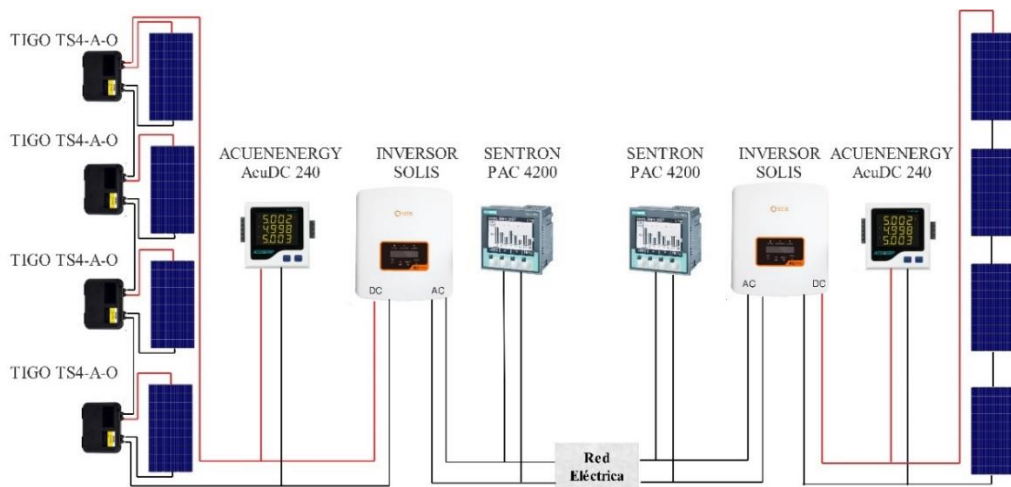 TIGO TS4-A-O
TIGO TS4-A-O
TIGO TS4-A-O
TIGO TS4-A-O
ACUENENERGY
AcuDC 240
INVERSOR
SOLIS
SENTRON
PAC 4200
SENTRON
PAC 4200
INVERSOR
SOLIS
ACUENENERGY
AcuDC 240
5.002
4.998
5.003
5.002
4.998
5.003
DC
AC
AC
DC
Red
Eléctrica